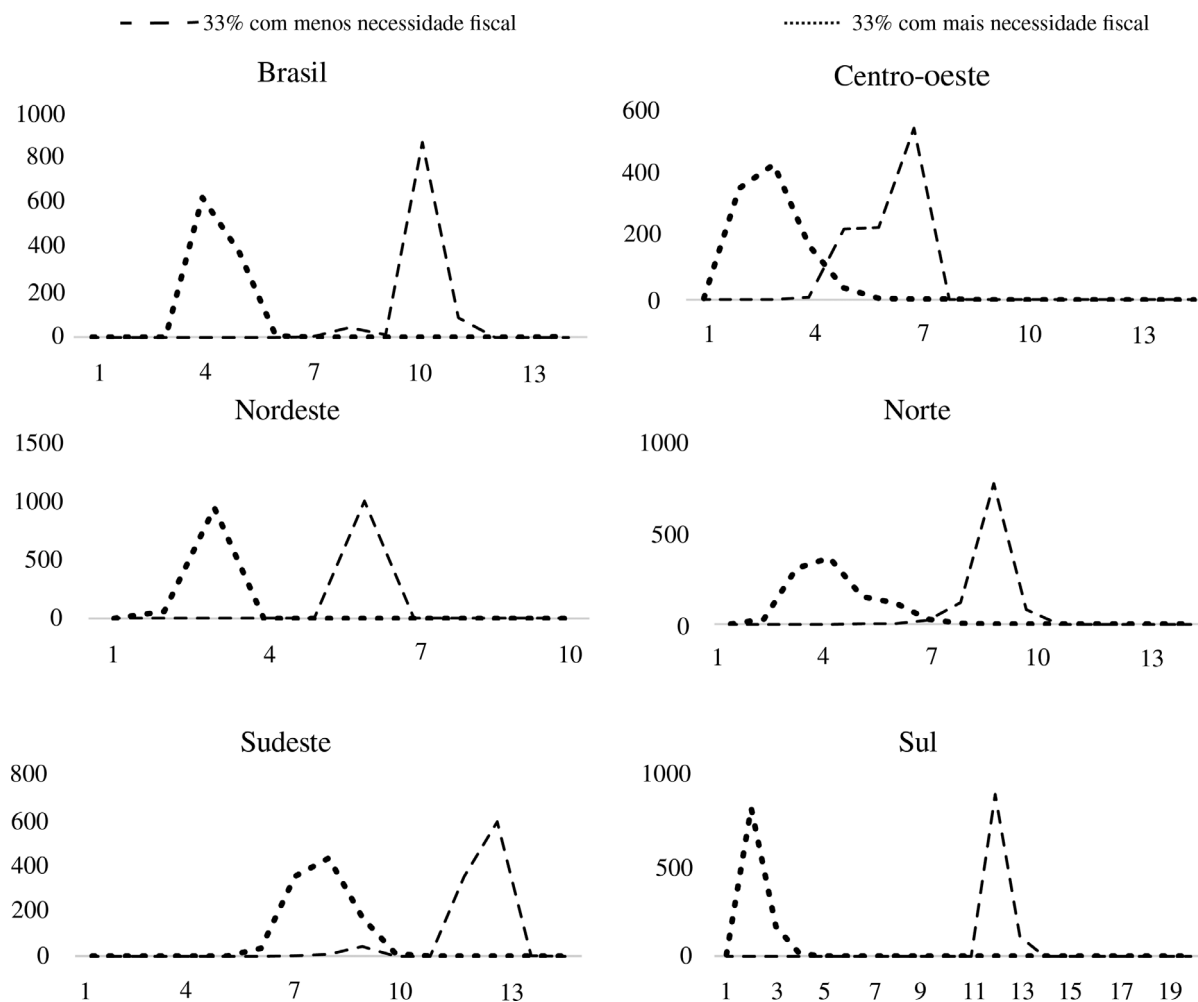 33% com menos necessidade fiscal
33% com mais necessidade fiscal
Brasil
1000
800
600
400
200
0
1 4 7 10 13
Centro-oeste
600
400
200
0
1 4 7 10 13
Nordeste
1500
1000
500
0
1 4 7 10
Norte
1000
500
0
1 4 7 10 13
Sudeste
800
600
400
200
0
1 4 7 10 13
Sul
1000
500
0
1 3 5 7 9 11 13 15 17 19